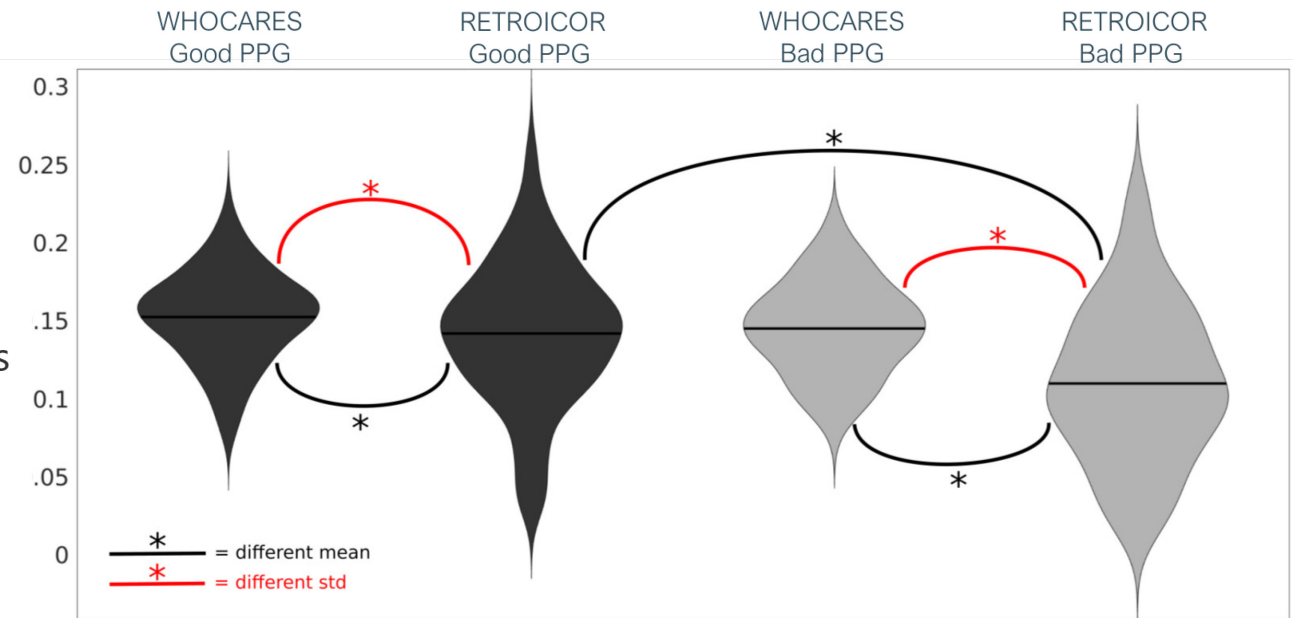 WHOCARES
Good PPG
RETROICOR
Good PPG
WHOCARES
Bad PPG
RETROICOR
Bad PPG
0.3
0.25
0.2
.15
0.1
.05
0
s
*
*
*
*
*
* = different mean
* = different std